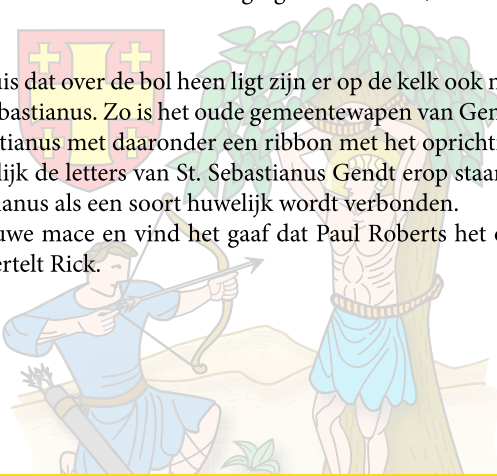 uis dat over de bol heen ligt zijn er op de kelk ook
bastianus. Zo is het oude gemeentewapen van Gen
tianus met daaronder een ribbon met het opricht
lijk de letters van St. Sebastianus Gendt erop staan
ianus als een soort huwelijk wordt verbonden.
uwe mace en vind het gaaf dat Paul Roberts het
ertelt Rick.